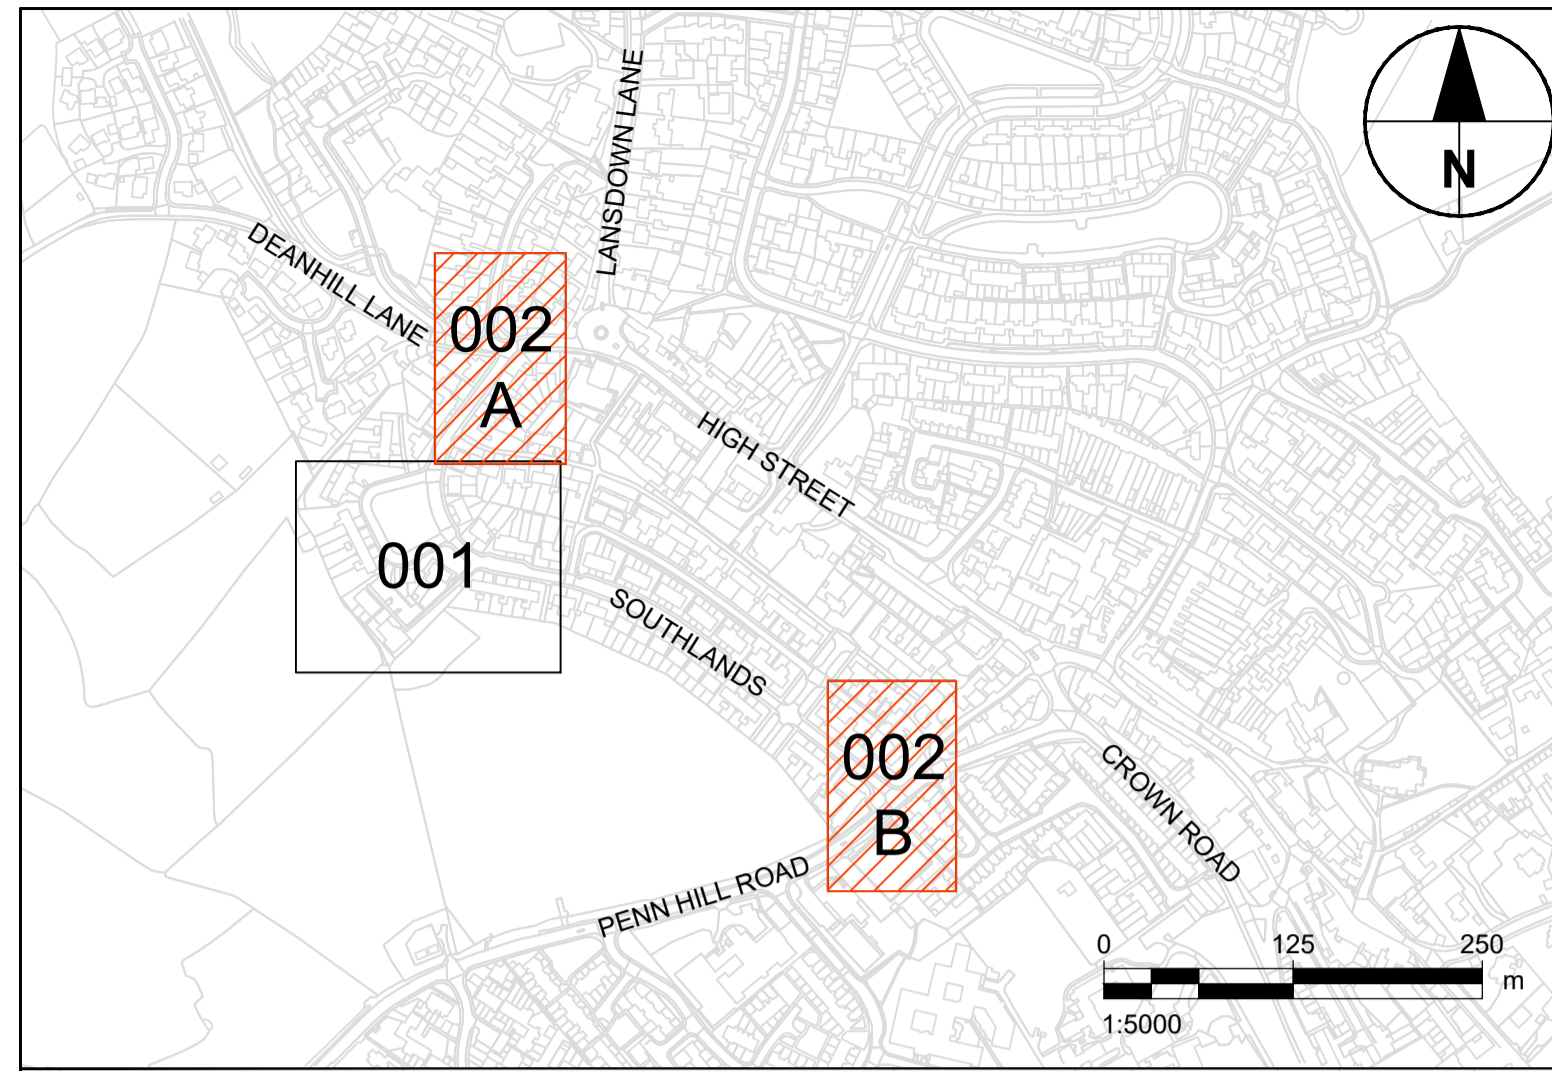 LANSDOWN LANE
N
DEANHILL LANE
002
A
HIGH STREET
001
SOUTHLANDS
002
B
CROWN ROAD
PENN HILL ROAD
0 125 250
m
1:5000